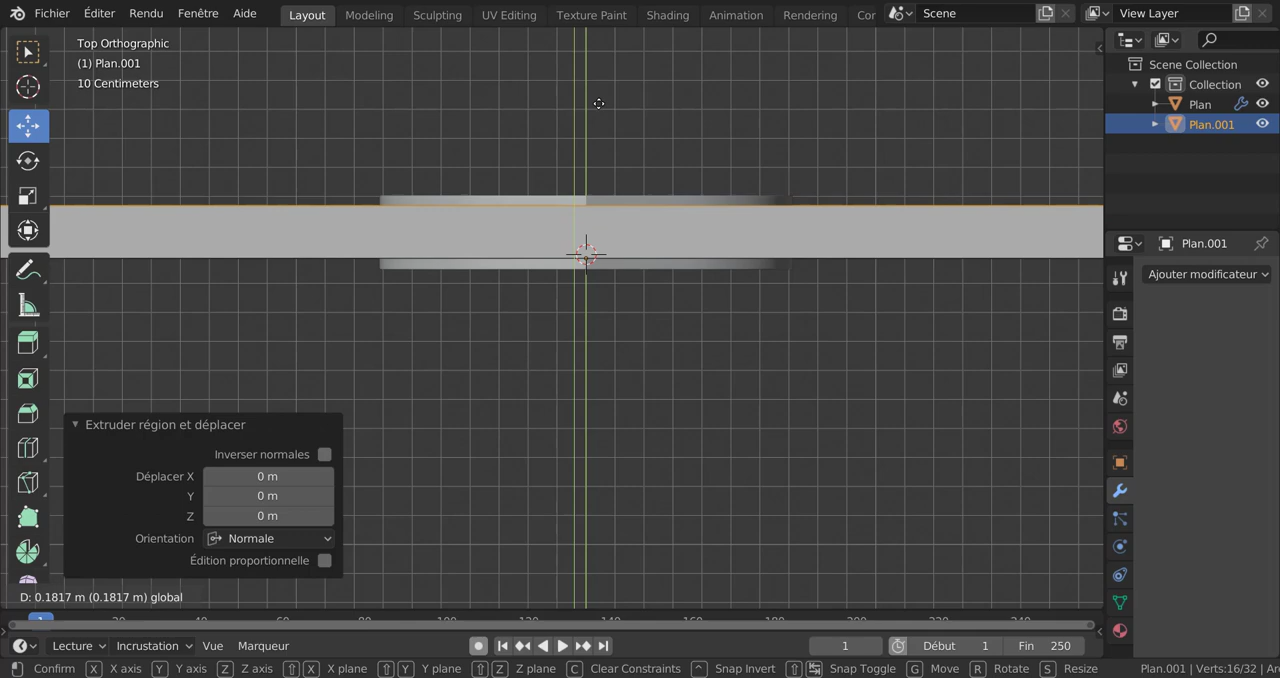 Fichier Éditer Rendu Fenêtre Aide Layout Modeling Sculpting UV Editing Texture Paint Shading Animation Rendering Scene View Layer
Top Orthographic
(1) Plan.001
10 Centimeters
Scene Collection
Collection
Plan
Plan.001
Plan.001
Ajouter modificateur
Extruder région et déplacer
Inverser normales
Déplacer X 0 m
Y 0 m
Z 0 m
Orientation Normale
Édition proportionnelle
D: 0.1817 m (0.1817 m) global
1
Lecture Incrustation Vue Marqueur 1 Début 1 Fin 250
Confirm X X axis Y Y axis Z Z axis X X plane Y Y plane Z Z plane C Clear Constraints Snap Invert Snap Toggle G Move R Rotate S Resize Plan.001 | Verts:16/32 |